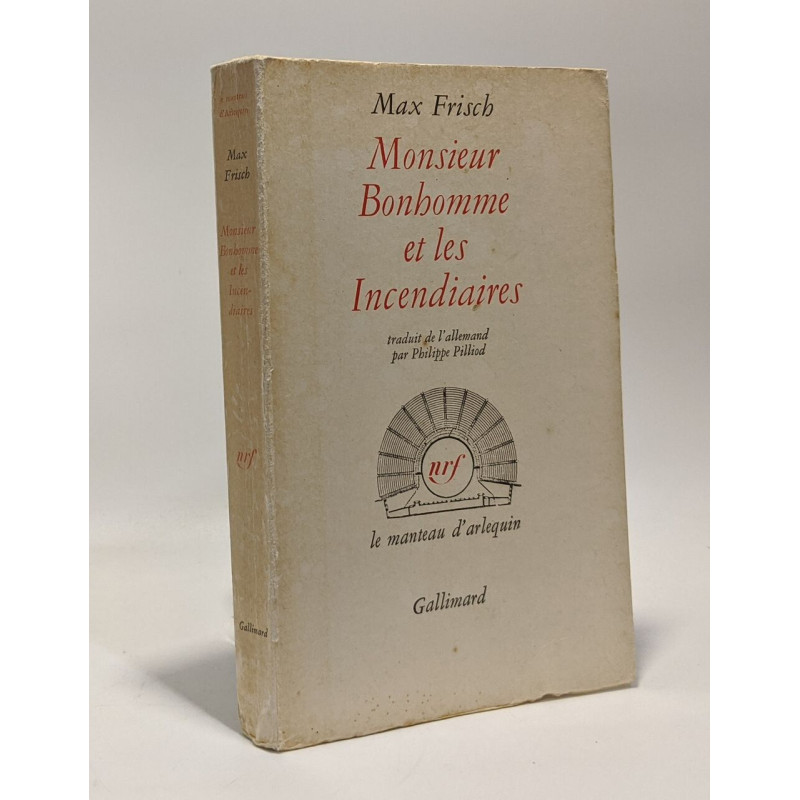 Max Frisch
Monsieur
Bonhomme
et les
Incendiaires
traduit de l'allemand
par Philippe Pilliod
nrf
le manteau d'arlequin
Gallimard
d'Arlequin
Max
Frisch
Monsieur
Bonhomme
et les
Incen-
diaires
nrf
Gallimard